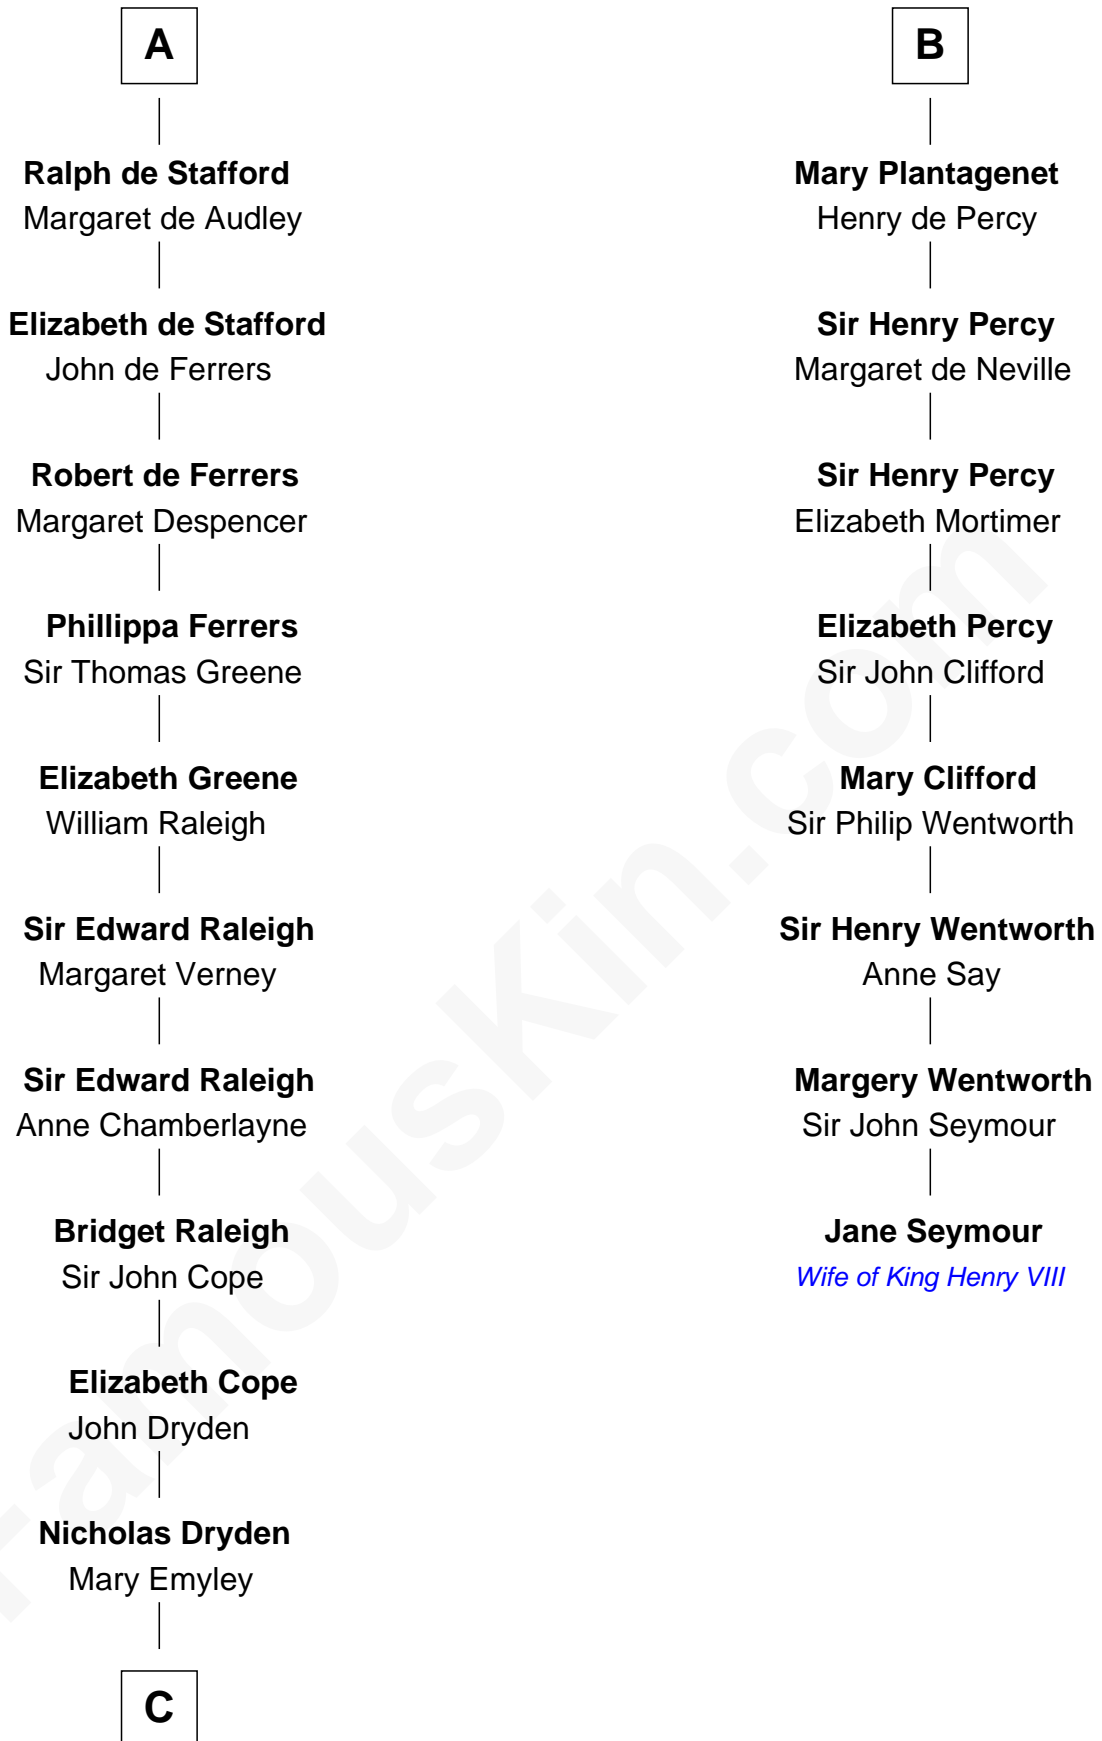 A
Ralph de Stafford
Margaret de Audley
Elizabeth de Stafford
John de Ferrers
Robert de Ferrers
Margaret Despencer
Phillippa Ferrers
Sir Thomas Greene
Elizabeth Greene
William Raleigh
Sir Edward Raleigh
Margaret Verney
Sir Edward Raleigh
Anne Chamberlayne
Bridget Raleigh
Sir John Cope
Elizabeth Cope
John Dryden
Nicholas Dryden
Mary Emyley
C
B
Mary Plantagenet
Henry de Percy
Sir Henry Percy
Margaret de Neville
Sir Henry Percy
Elizabeth Mortimer
Elizabeth Percy
Sir John Clifford
Mary Clifford
Sir Philip Wentworth
Sir Henry Wentworth
Anne Say
Margery Wentworth
Sir John Seymour
Jane Seymour
Wife of King Henry VIII
FamousKin.com